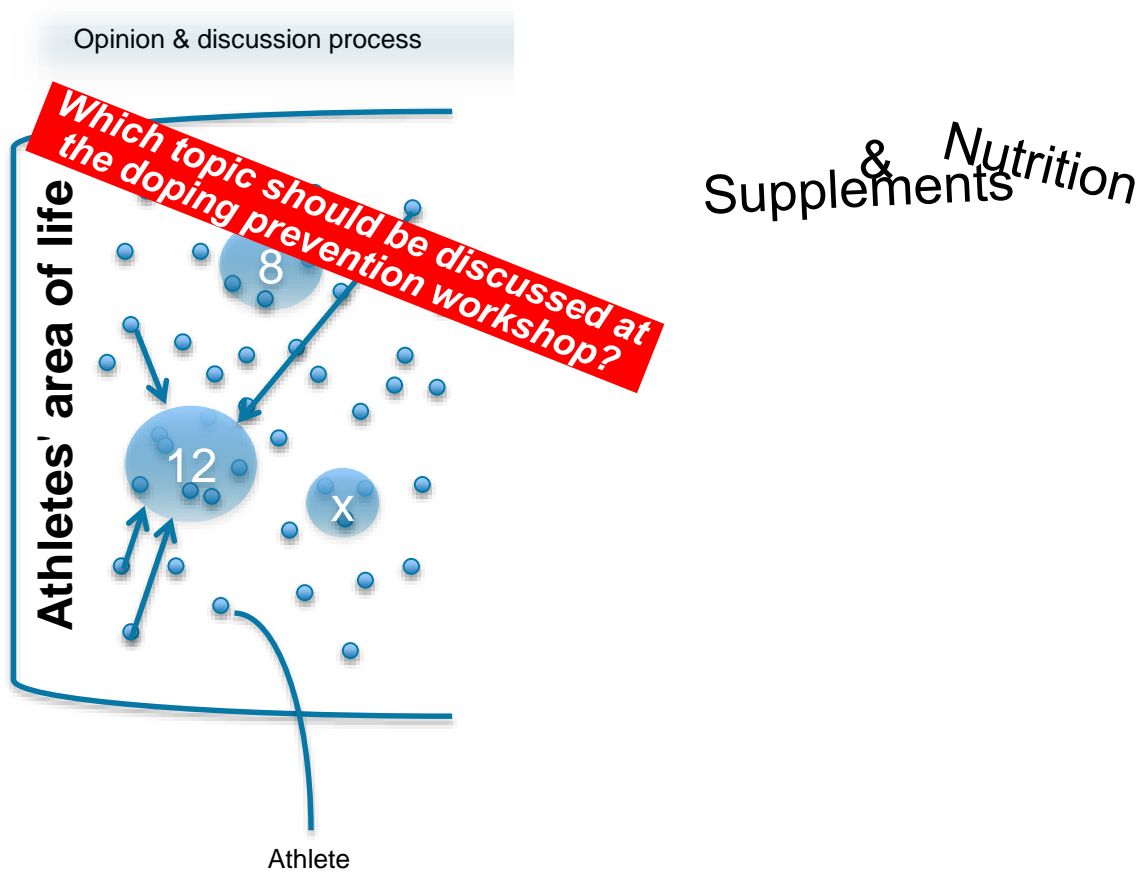 Opinion & discussion process
Which topic should be discussed at
the doping prevention workshop?
Athletes' area of life
8
12
x
Athlete
Supplements
&
Nutrition